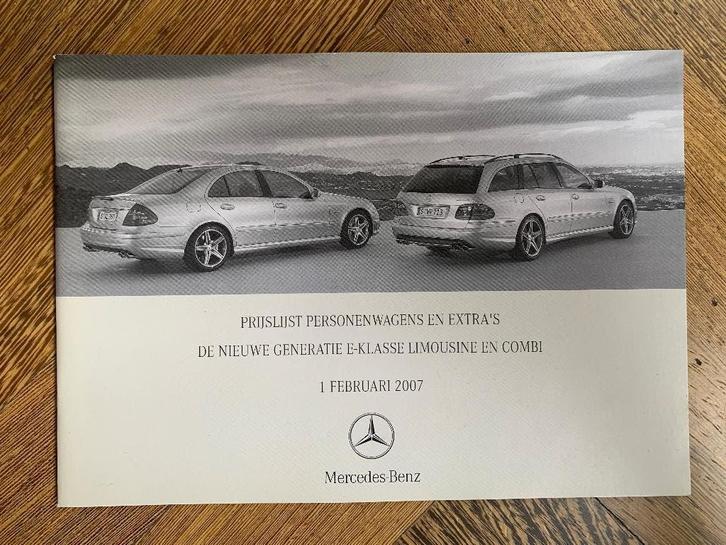 PRIJSLIJST PERSONENWAGENS EN EXTRA'S
DE NIEUWE GENERATIE E-KLASSE LIMOUSINE EN COMBI
1 FEBRUARI 2007
Mercedes-Benz